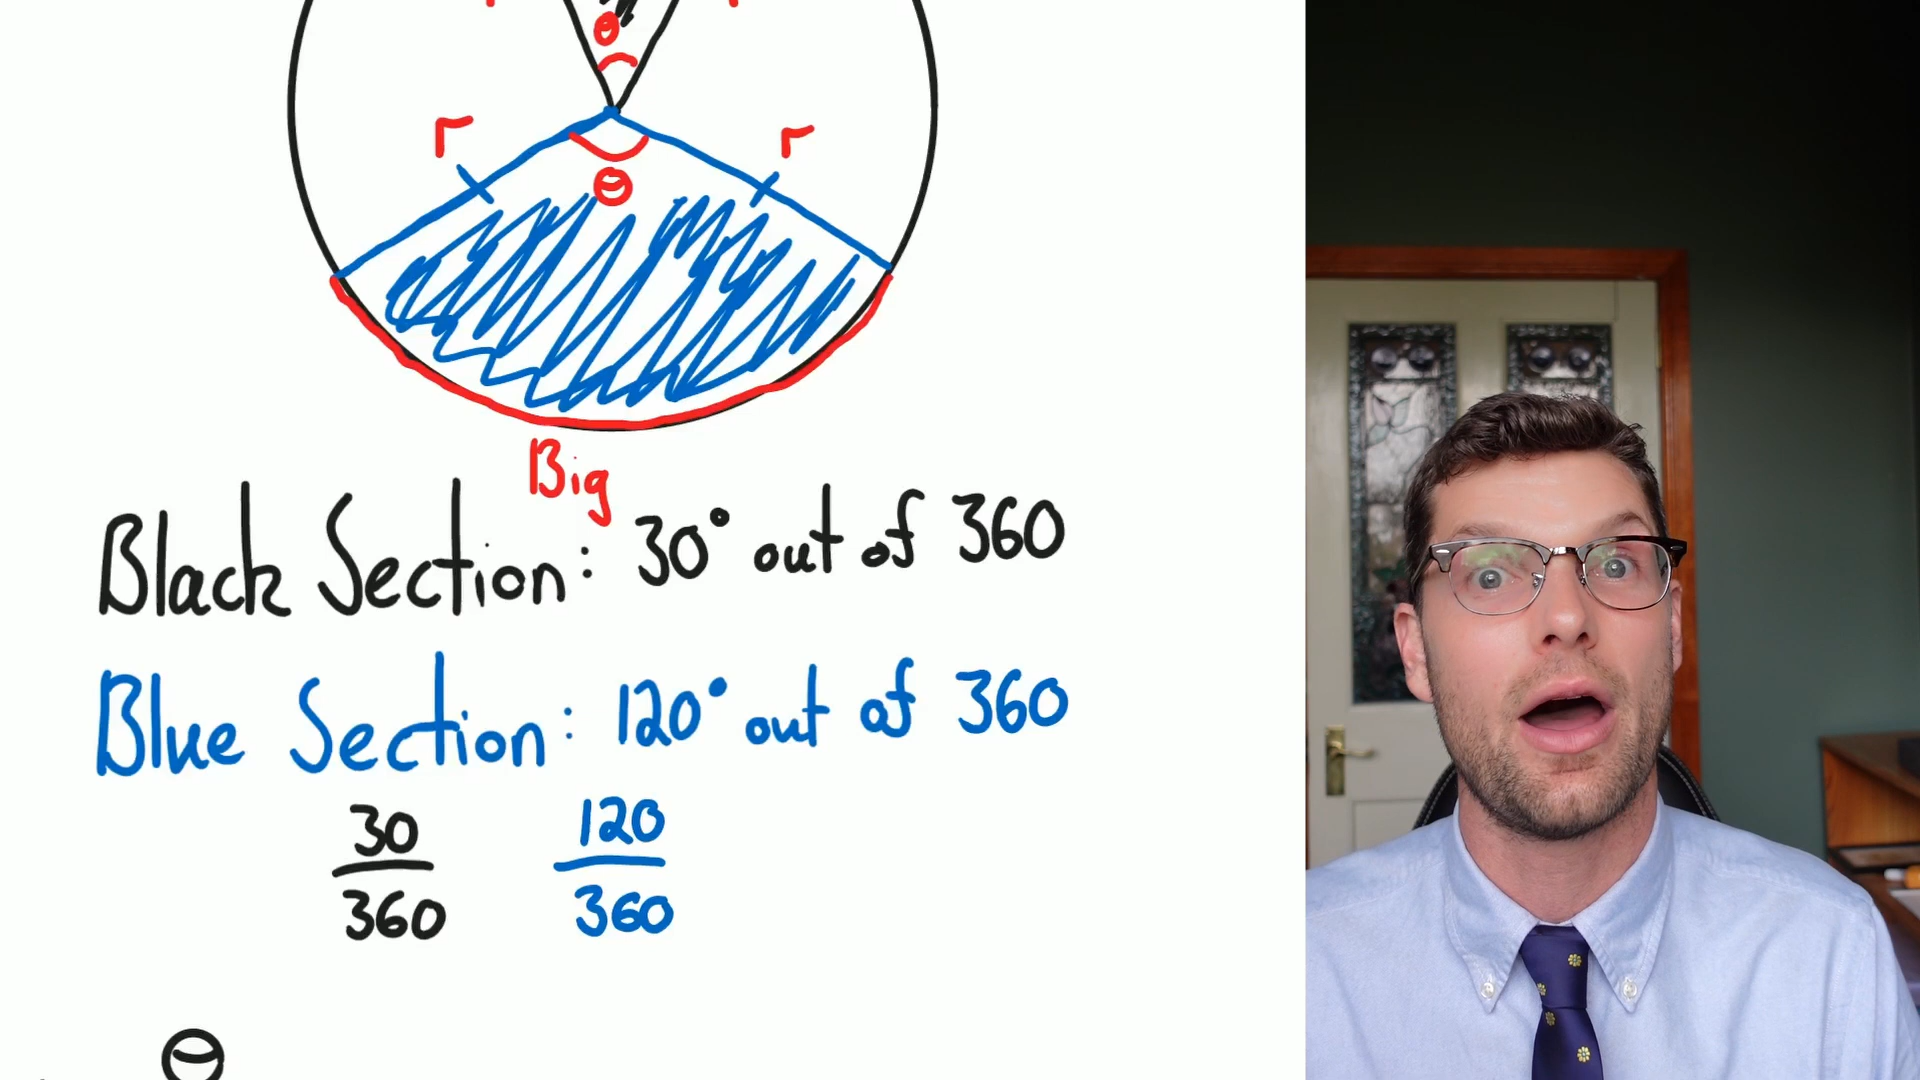 θ
r r
θ
Big
Black Section: 30° out of 360
Blue Section: 120° out of 360
30 120
360 360
θ